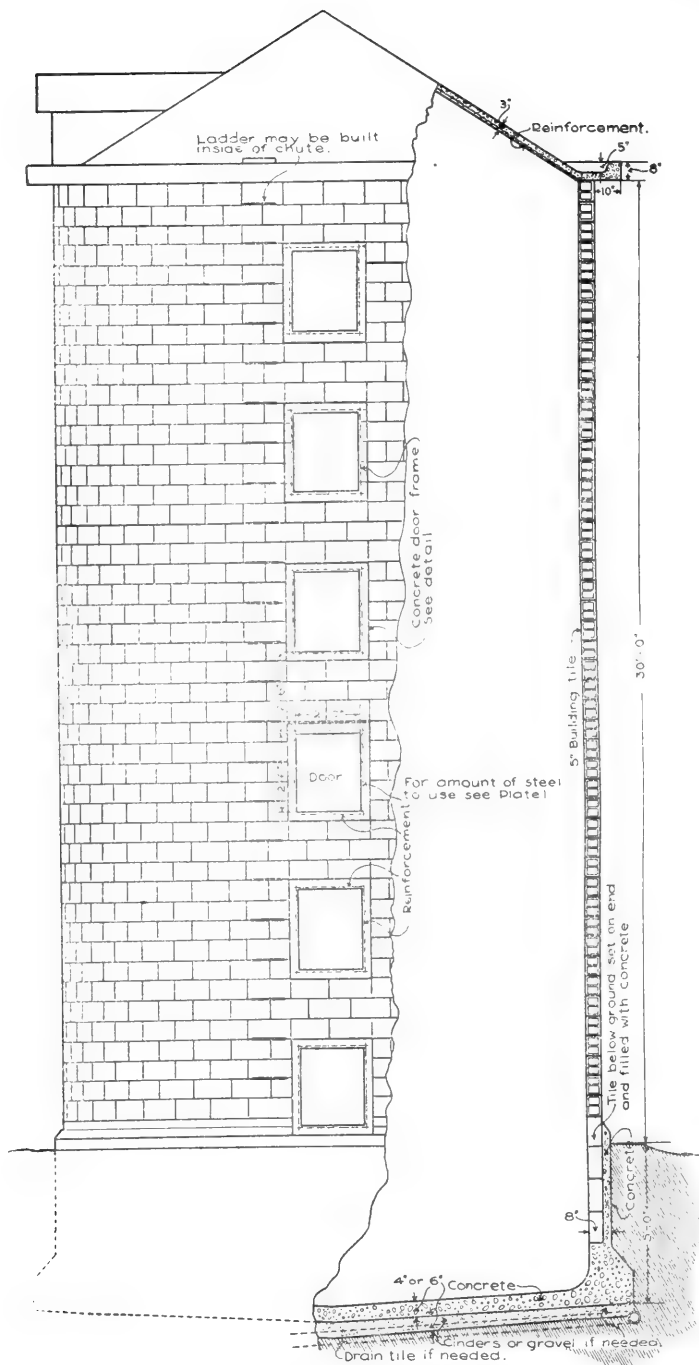 3"
Reinforcement.
Ladder may be built
inside of chute.
5"
8"
10"
Concrete door frame
See detail
30'-0"
5" Building tile
Door
For amount of steel
to use see Plate 1
Reinforcement
Tile below ground set on end
and filled with concrete
Concrete
5'-0"
8"
4" or 6"
Concrete
Cinders or gravel if needed.
Drain tile if needed.